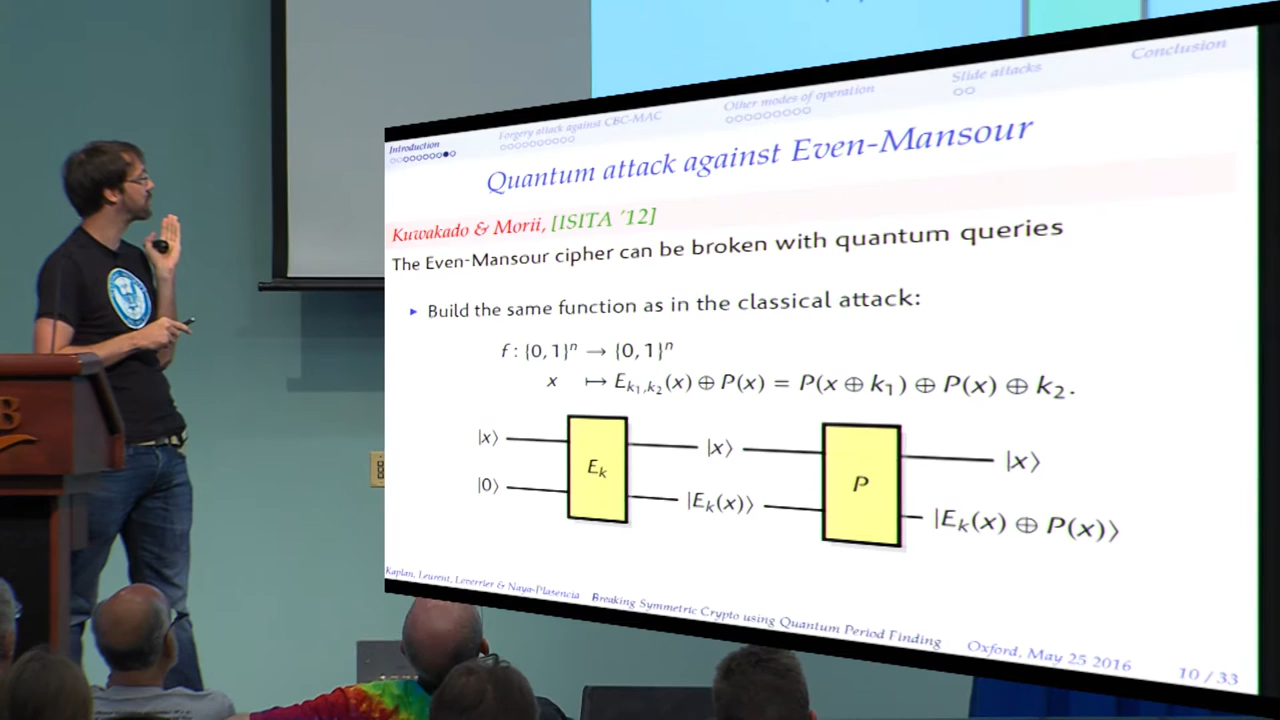 Introduction
Forgery attack against CBC-MAC
Other modes of operation
Slide attacks
Conclusion
Quantum attack against Even-Mansour
Kuwakado & Morii, [ISITA '12]
The Even-Mansour cipher can be broken with quantum queries
▸ Build the same function as in the classical attack:
f : {0, 1}ⁿ → {0, 1}ⁿ
x ↦ E_{k₁,k₂}(x) ⊕ P(x) = P(x ⊕ k₁) ⊕ P(x) ⊕ k₂.
|x⟩ |x⟩ |x⟩
E_k P
|0⟩ |E_k(x)⟩ |E_k(x) ⊕ P(x)⟩
Kaplan, Leurent, Leverrier & Naya-Plasencia Breaking Symmetric Crypto using Quantum Period Finding Oxford, May 25 2016 10 / 33